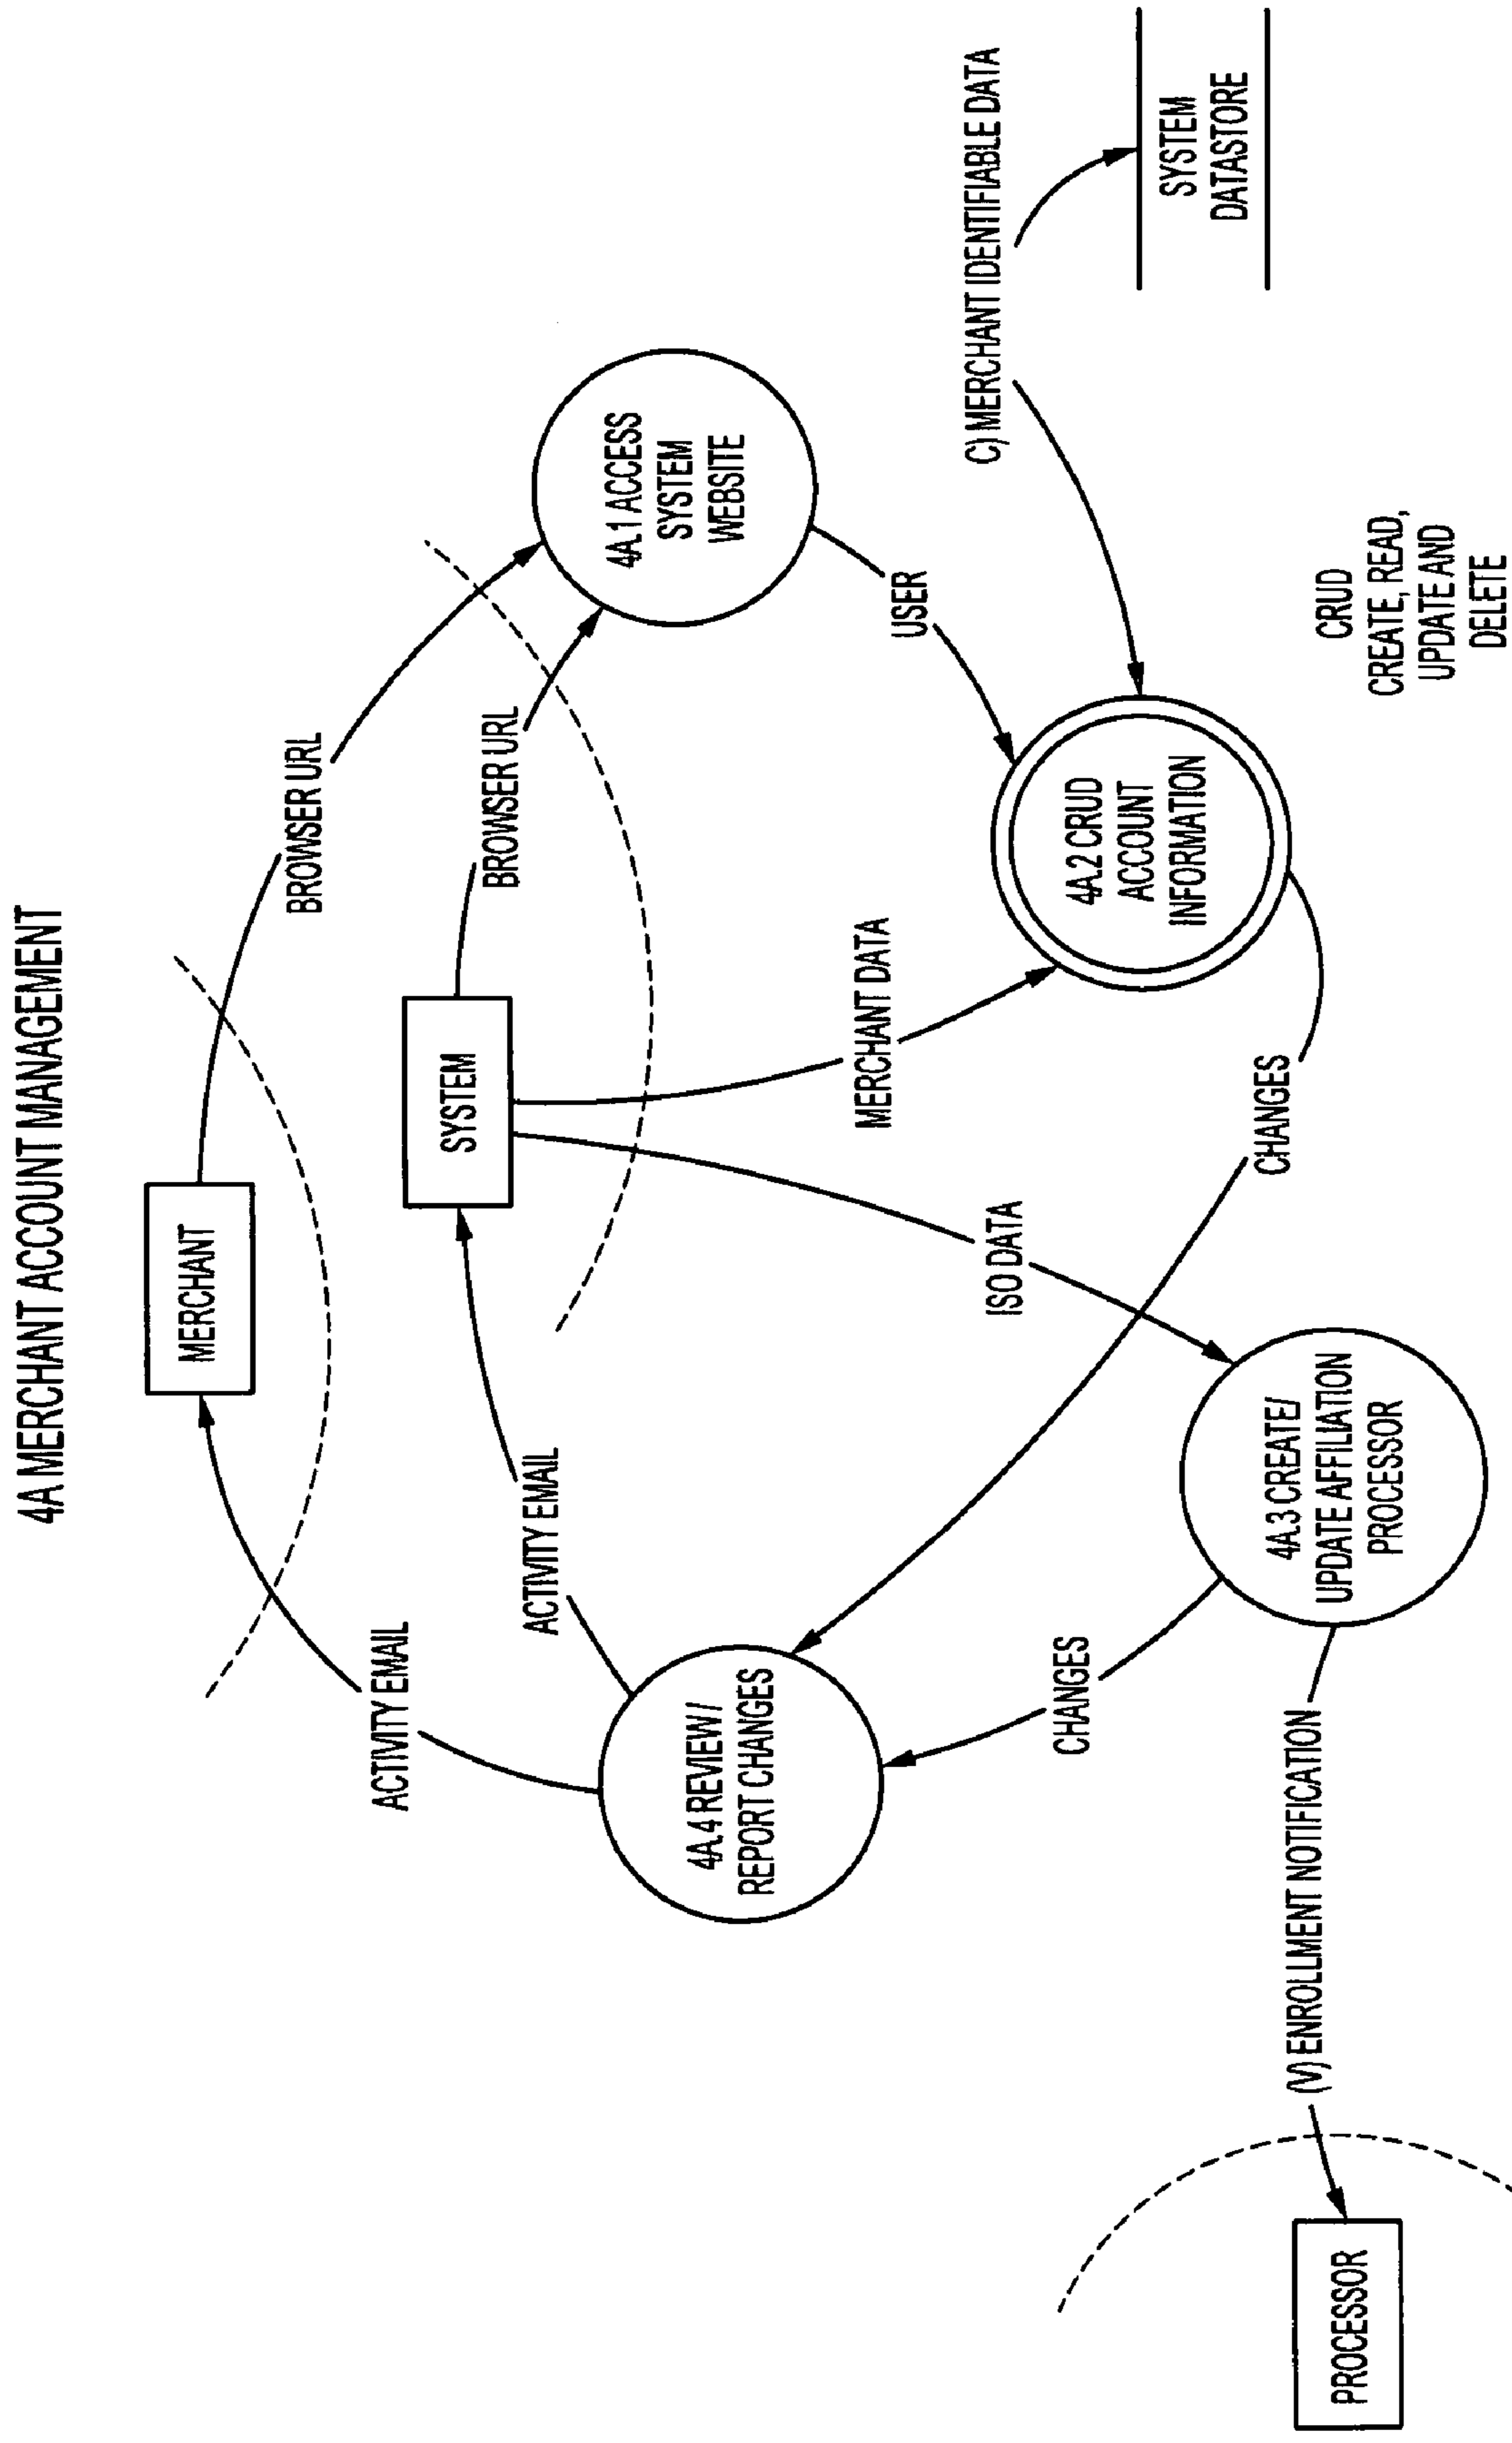 4A MERCHANT ACCOUNT MANAGEMENT
MERCHANT
BROWSER URL
ACTIVITY EMAIL
SYSTEM
BROWSER URL
ACTIVITY EMAIL
4A.1 ACCESS
SYSTEM
WEBSITE
4A.4 REVIEW /
REPORT CHANGES
MERCHANT DATA
USER
ISO DATA
C) MERCHANT IDENTIFIABLE DATA
CHANGES
4A.2 CRUD
ACCOUNT
INFORMATION
SYSTEM
DATASTORE
CHANGES
4A.3 CREATE/
UPDATE AFFILIATION
PROCESSOR
(V) ENROLLMENT NOTIFICATION
PROCESSOR
CRUD
CREATE, READ,
UPDATE AND
DELETE